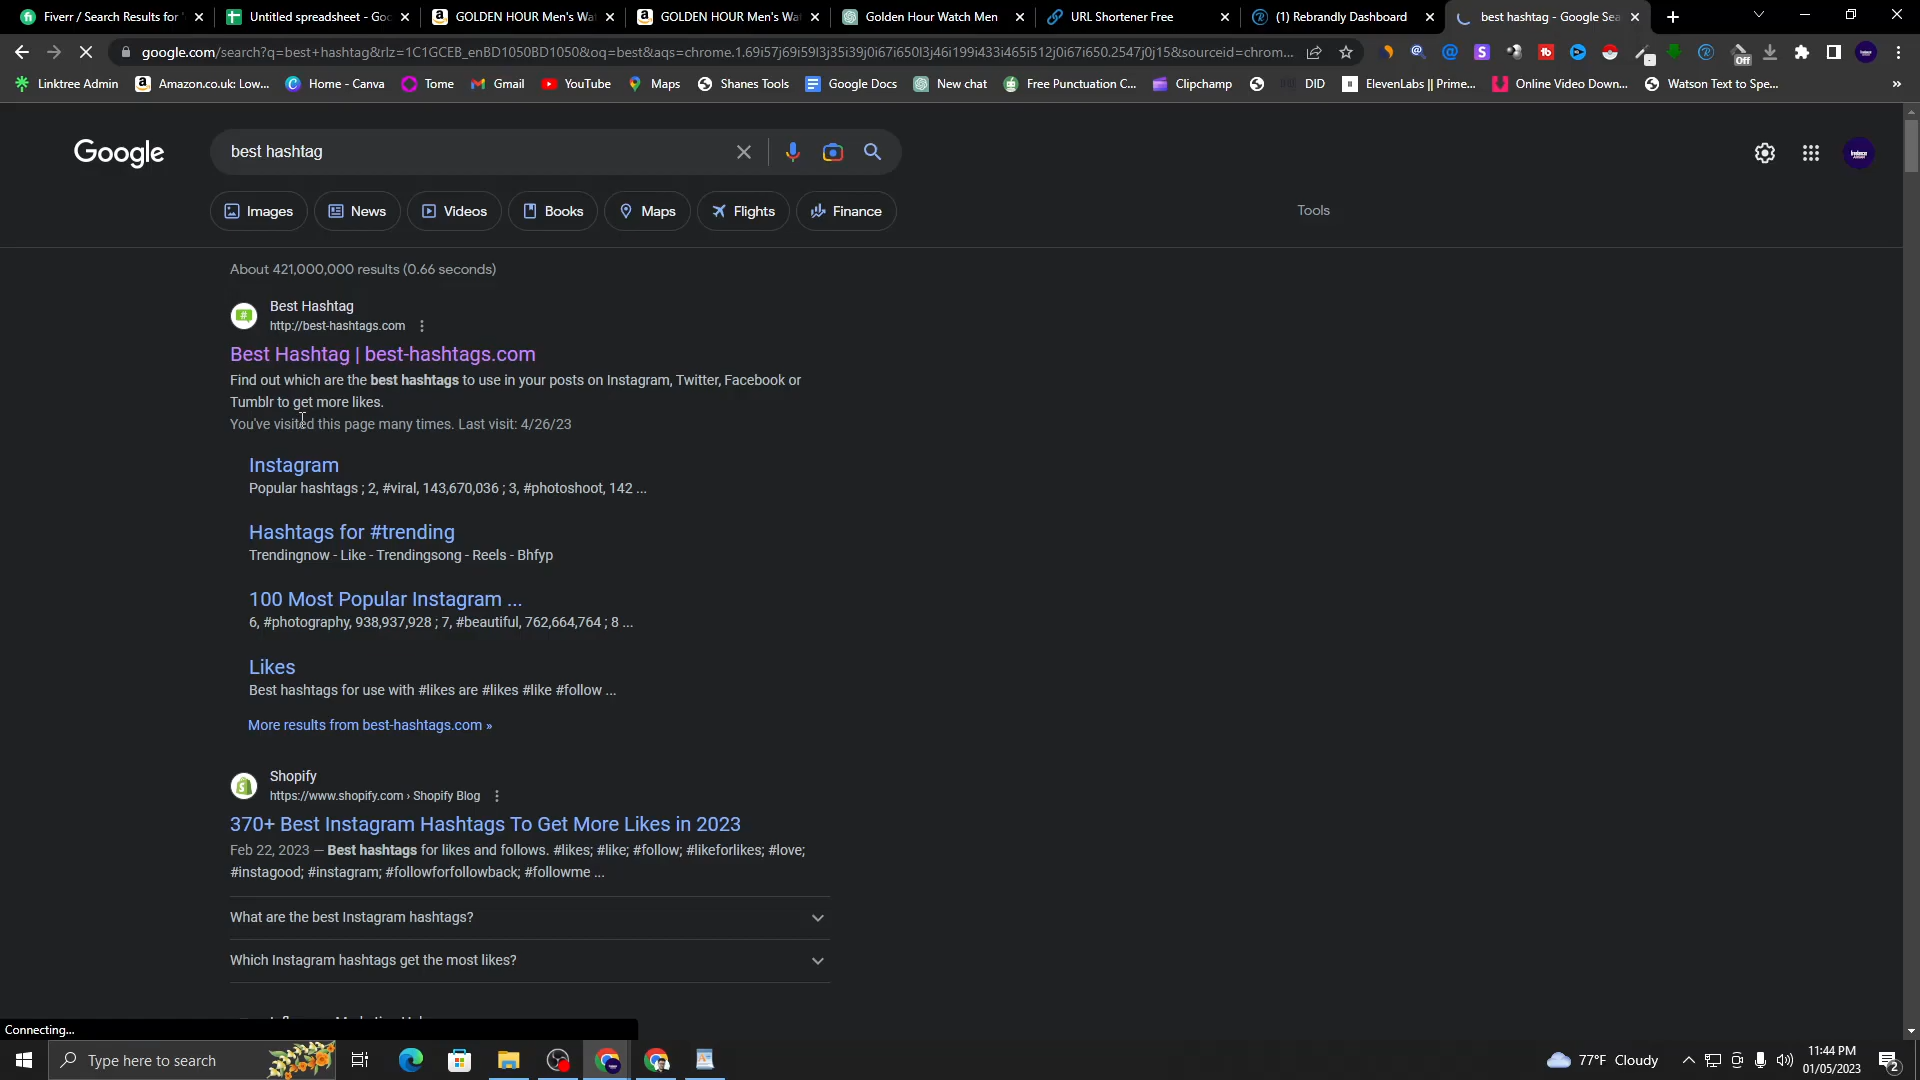 Fiverr / Search Results for '
Untitled spreadsheet - Goo
GOLDEN HOUR Men's Wat
GOLDEN HOUR Men's Wat
Golden Hour Watch Men
URL Shortener Free
(1) Rebrandly Dashboard
best hashtag - Google Sea
google.com/search?q=best+hashtag&rlz=1C1GCEB_enBD1050BD1050&oq=best&aqs=chrome.1.69i57j69i59l3j35i39j0i67i650l3j46i199i433i465i512j0i67i650.2547j0j15&sourceid=chrom...
Off
Linktree Admin
Amazon.co.uk: Low...
Home - Canva
Tome
Gmail
YouTube
Maps
Shanes Tools
Google Docs
New chat
Free Punctuation C...
Clipchamp
DID
ElevenLabs || Prime...
Online Video Down...
Watson Text to Spe...
»
Google
best hashtag
Images
News
Videos
Books
Maps
Flights
Finance
Tools
About 421,000,000 results (0.66 seconds)
Best Hashtag
http://best-hashtags.com
Best Hashtag | best-hashtags.com
Find out which are the best hashtags to use in your posts on Instagram, Twitter, Facebook or
Tumblr to get more likes.
You've visited this page many times. Last visit: 4/26/23
Instagram
Popular hashtags ; 2, #viral, 143,670,036 ; 3, #photoshoot, 142 ...
Hashtags for #trending
Trendingnow - Like - Trendingsong - Reels - Bhfyp
100 Most Popular Instagram ...
6, #photography, 938,937,928 ; 7, #beautiful, 762,664,764 ; 8 ...
Likes
Best hashtags for use with #likes are #likes #like #follow ...
More results from best-hashtags.com »
Shopify
https://www.shopify.com › Shopify Blog
370+ Best Instagram Hashtags To Get More Likes in 2023
Feb 22, 2023 — Best hashtags for likes and follows. #likes; #like; #follow; #likeforlikes; #love;
#instagood; #instagram; #followforfollowback; #followme ...
What are the best Instagram hashtags?
Which Instagram hashtags get the most likes?
Connecting...
Type here to search
77°F Cloudy
11:44 PM
01/05/2023
2